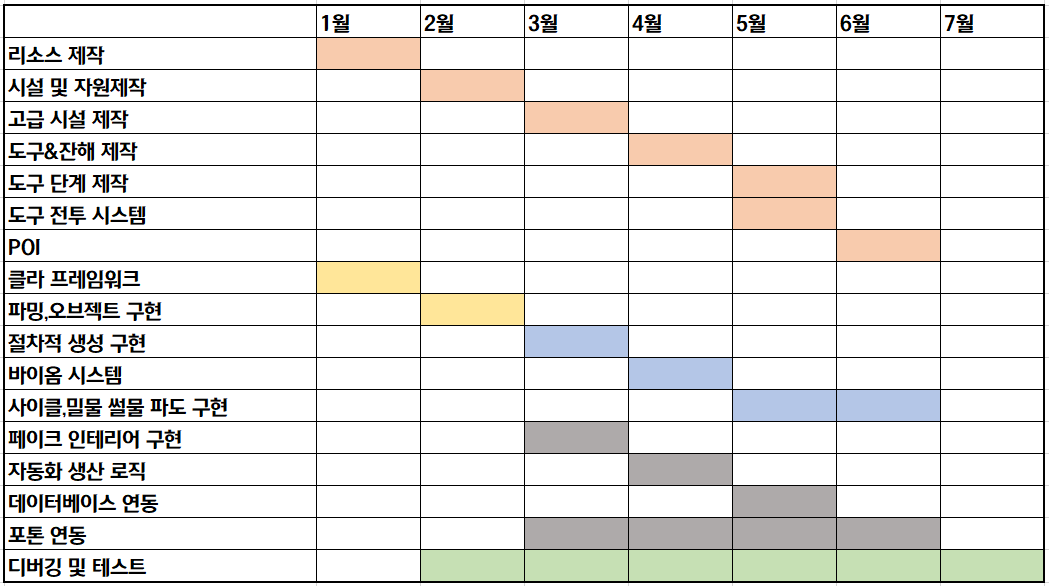 1월 2월 3월 4월 5월 6월 7월
리소스 제작
시설 및 자원제작
고급 시설 제작
도구&잔해 제작
도구 단계 제작
도구 전투 시스템
POI
클라 프레임워크
파밍,오브젝트 구현
절차적 생성 구현
바이옴 시스템
사이클,밀물 썰물 파도 구현
페이크 인테리어 구현
자동화 생산 로직
데이터베이스 연동
포톤 연동
디버깅 및 테스트